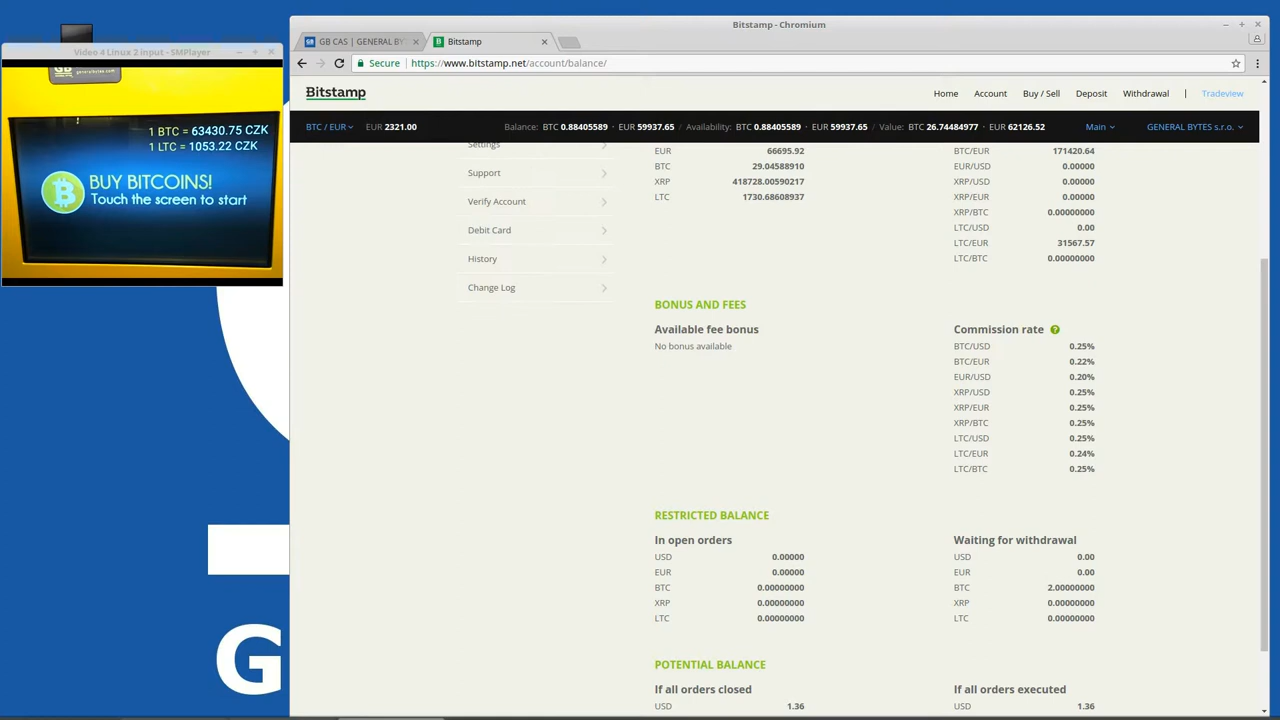 Bitstamp - Chromium
GB CAS | GENERAL BY
Bitstamp
Secure
https://www.bitstamp.net/account/balance/
Video 4 Linux 2 input - SMPlayer
generalbytes.com
1 BTC = 63430.75 CZK
1 LTC = 1053.22 CZK
BUY BITCOINS!
Touch the screen to start
Bitstamp
Home
Account
Buy / Sell
Deposit
Withdrawal
Tradeview
BTC / EUR
EUR 2321.00
Balance: BTC 0.88405589 · EUR 59937.65 / Availability: BTC 0.88405589 · EUR 59937.65 / Value: BTC 26.74484977 · EUR 62126.52
Main
GENERAL BYTES s.r.o.
Settings
Support
Verify Account
Debit Card
History
Change Log
EUR 66695.92
BTC 29.04588910
XRP 418728.00590217
LTC 1730.68608937
BTC/EUR 171420.64
EUR/USD 0.00000
XRP/USD 0.00000
XRP/EUR 0.00000
XRP/BTC 0.00000000
LTC/USD 0.00
LTC/EUR 31567.57
LTC/BTC 0.00000000
BONUS AND FEES
Available fee bonus
No bonus available
Commission rate ?
BTC/USD 0.25%
BTC/EUR 0.22%
EUR/USD 0.20%
XRP/USD 0.25%
XRP/EUR 0.25%
XRP/BTC 0.25%
LTC/USD 0.25%
LTC/EUR 0.24%
LTC/BTC 0.25%
RESTRICTED BALANCE
In open orders
USD 0.00000
EUR 0.00000
BTC 0.00000000
XRP 0.00000000
LTC 0.00000000
Waiting for withdrawal
USD 0.00
EUR 0.00
BTC 2.00000000
XRP 0.00000000
LTC 0.00000000
POTENTIAL BALANCE
If all orders closed
USD 1.36
If all orders executed
USD 1.36
G